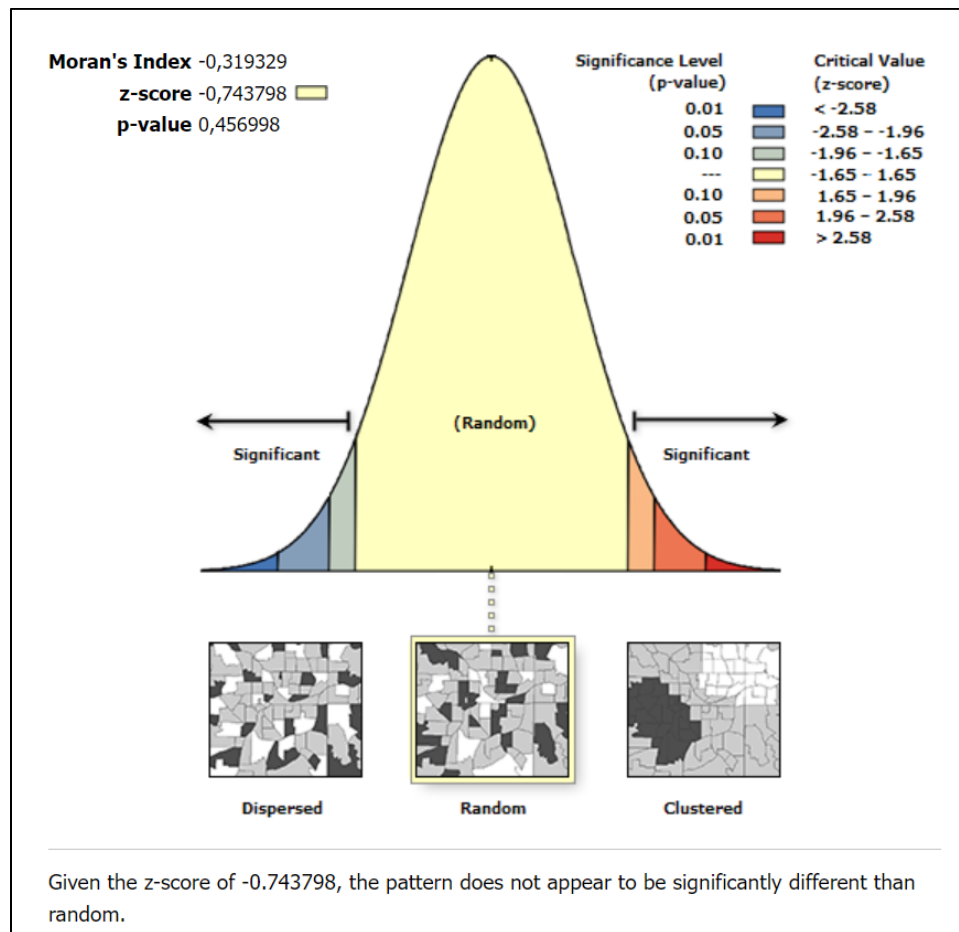 Moran's Index -0,319329
z-score -0,743798
p-value 0,456998
Significance Level
(p-value)
Critical Value
(z-score)
0.01 < -2.58
0.05 -2.58 – -1.96
0.10 -1.96 – -1.65
--- -1.65 – 1.65
0.10 1.65 – 1.96
0.05 1.96 – 2.58
0.01 > 2.58
(Random)
Significant
Significant
Dispersed
Random
Clustered
Given the z-score of -0.743798, the pattern does not appear to be significantly different than
random.